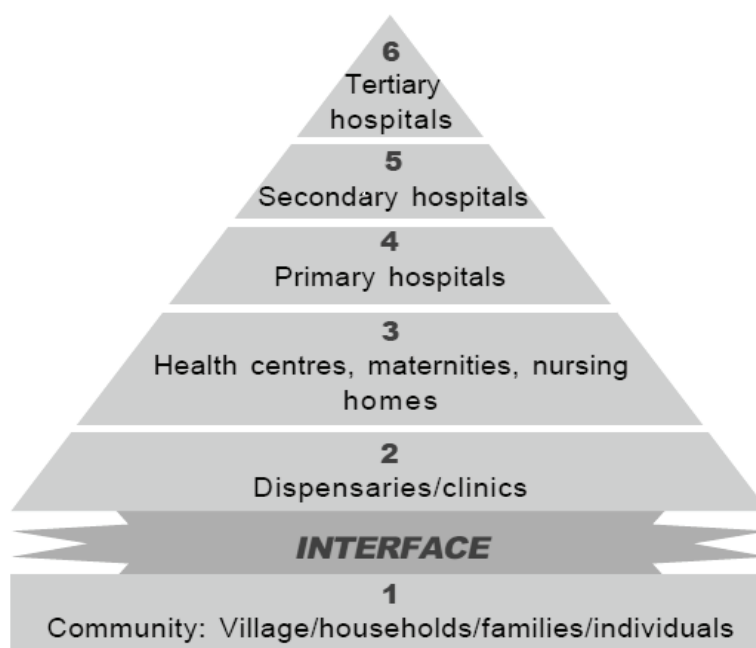 6
Tertiary
hospitals
5
Secondary hospitals
4
Primary hospitals
3
Health centres, maternities, nursing
homes
2
Dispensaries/clinics
INTERFACE
1
Community: Village/households/families/individuals